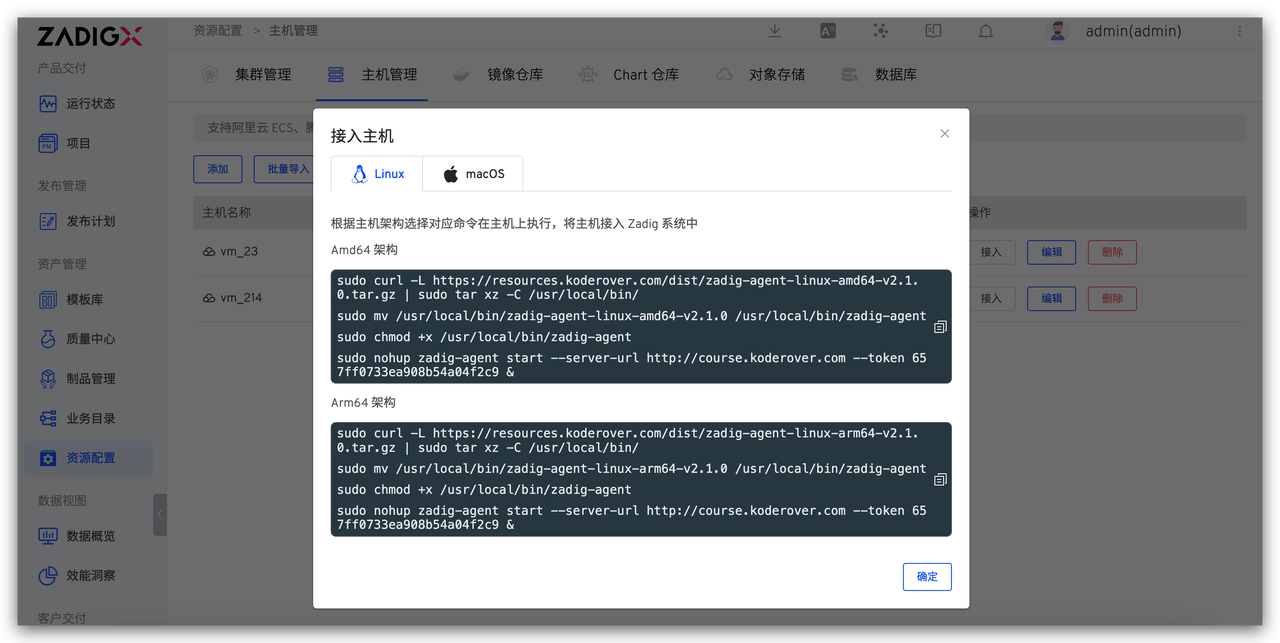 ZADIGX
资源配置 > 主机管理
admin(admin)
产品交付
运行状态
项目
发布管理
发布计划
资产管理
模板库
质量中心
制品管理
业务目录
资源配置
数据视图
数据概览
效能洞察
客户交付
集群管理
主机管理
镜像仓库
HELM
Chart 仓库
对象存储
数据库
支持阿里云 ECS、
添加
批量导入
主机名称
操作
vm_23
接入
编辑
删除
vm_214
接入
编辑
删除
接入主机
Linux
macOS
根据主机架构选择对应命令在主机上执行，将主机接入 Zadig 系统中
Amd64 架构
sudo curl -L https://resources.koderover.com/dist/zadig-agent-linux-amd64-v2.1.
0.tar.gz | sudo tar xz -C /usr/local/bin/
sudo mv /usr/local/bin/zadig-agent-linux-amd64-v2.1.0 /usr/local/bin/zadig-agent
sudo chmod +x /usr/local/bin/zadig-agent
sudo nohup zadig-agent start --server-url http://course.koderover.com --token 65
7ff0733ea908b54a04f2c9 &
Arm64 架构
sudo curl -L https://resources.koderover.com/dist/zadig-agent-linux-arm64-v2.1.
0.tar.gz | sudo tar xz -C /usr/local/bin/
sudo mv /usr/local/bin/zadig-agent-linux-arm64-v2.1.0 /usr/local/bin/zadig-agent
sudo chmod +x /usr/local/bin/zadig-agent
sudo nohup zadig-agent start --server-url http://course.koderover.com --token 65
7ff0733ea908b54a04f2c9 &
确定